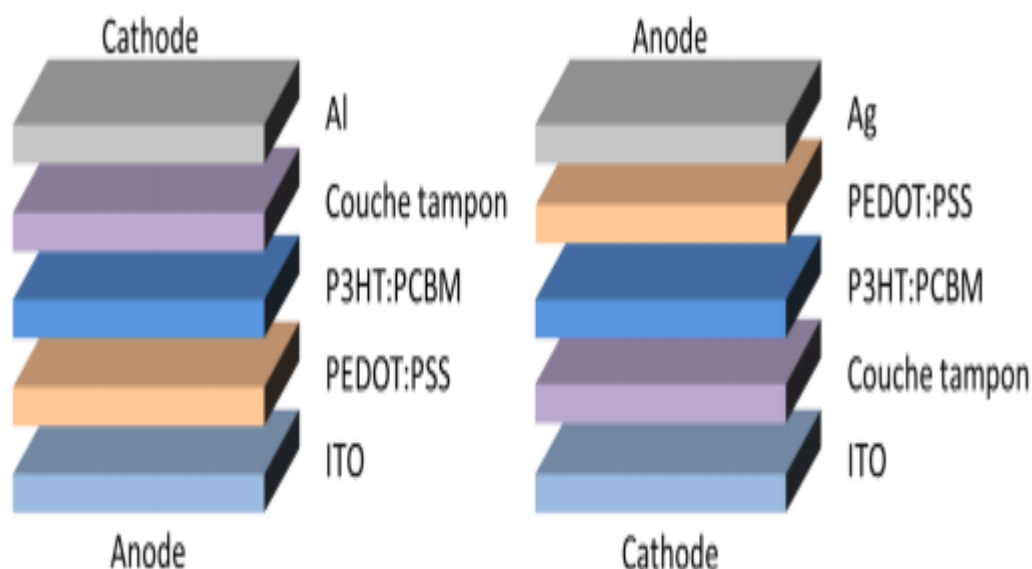 Cathode
Al
Couche tampon
P3HT:PCBM
PEDOT:PSS
ITO
Anode
Anode
Ag
PEDOT:PSS
P3HT:PCBM
Couche tampon
ITO
Cathode